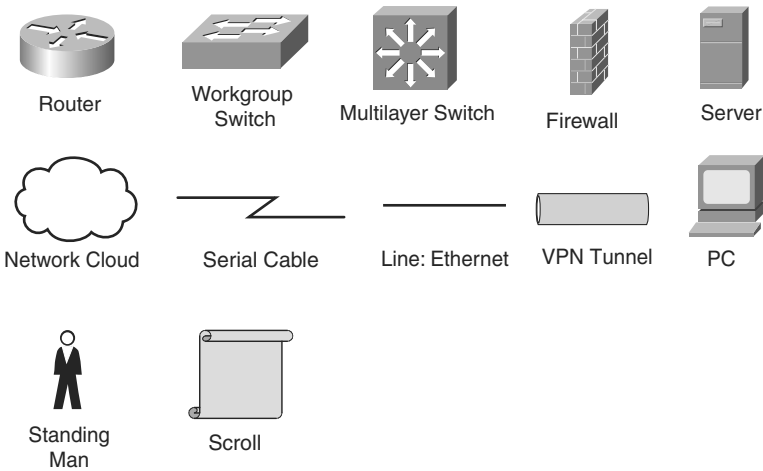 Router
Workgroup
Switch
Multilayer Switch
Firewall
Server
Network Cloud
Serial Cable
Line: Ethernet
VPN Tunnel
PC
Standing
Man
Scroll